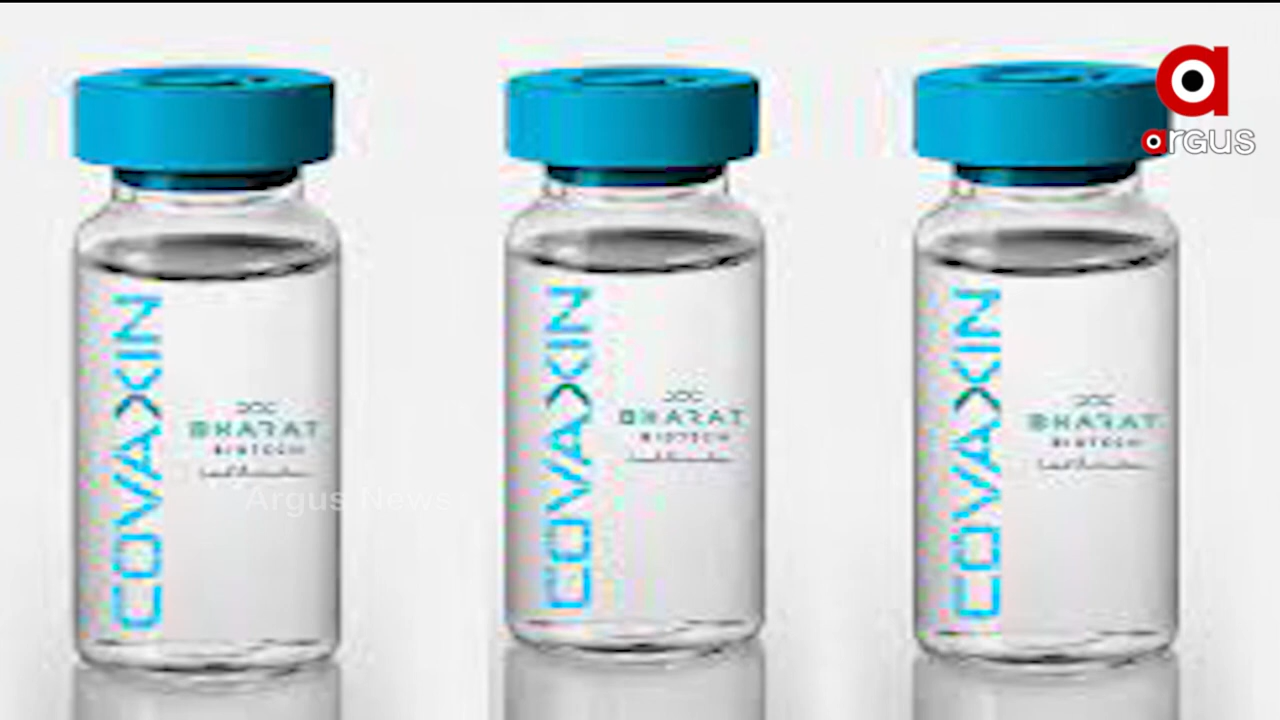 argus
COVAXIN
BHARAT
BIOTECH
COVAXIN
BHARAT
BIOTECH
COVAXIN
BHARAT
BIOTECH
Argus News